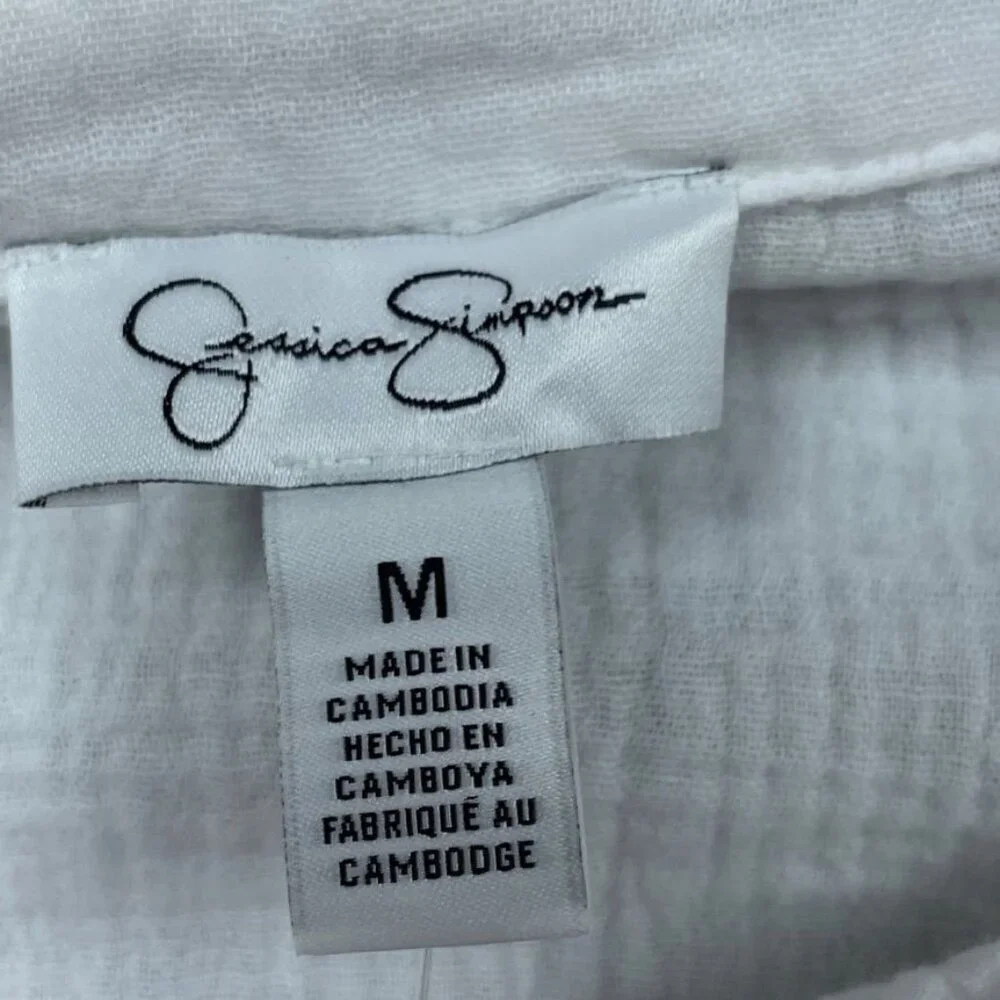 Jessica Simpson
M
MADE IN
CAMBODIA
HECHO EN
CAMBOYA
FABRIQUÉ AU
CAMBODGE